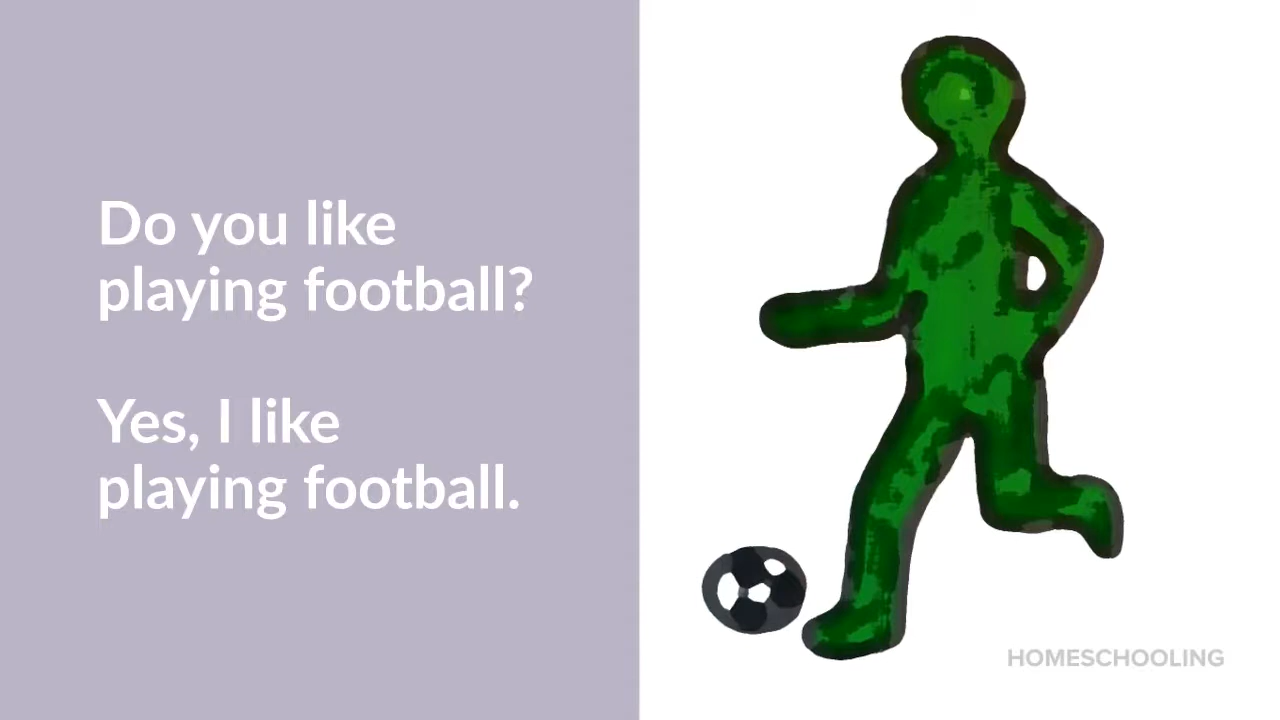 Do you like
playing football?
Yes, I like
playing football.
HOMESCHOOLING